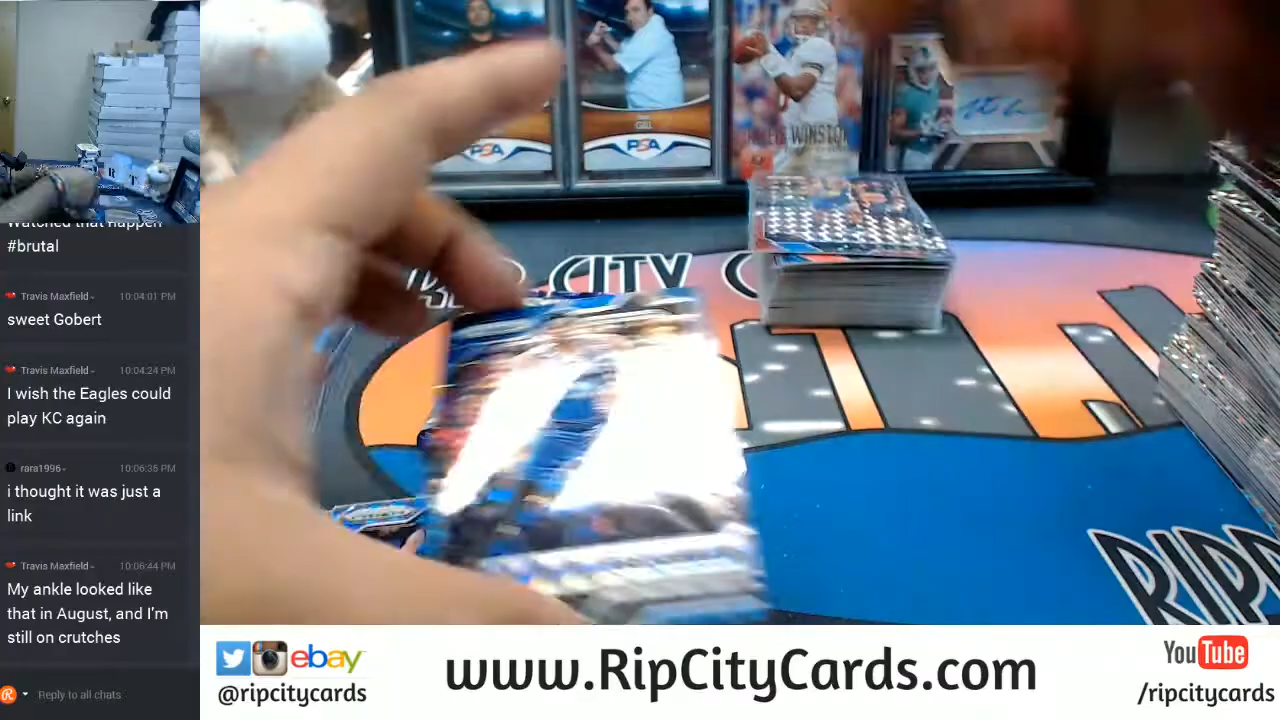 Watched that happen
#brutal
Travis Maxfield
10:04:01 PM
sweet Gobert
Travis Maxfield
10:04:24 PM
I wish the Eagles could
play KC again
rara1996
10:06:35 PM
i thought it was just a
link
Travis Maxfield
10:06:44 PM
My ankle looked like
that in August, and I'm
still on crutches
Reply to all chats
PSA
PSA
WINSTON
CITY
RIP
ebay
@ripcitycards
www.RipCityCards.com
YouTube
/ripcitycards